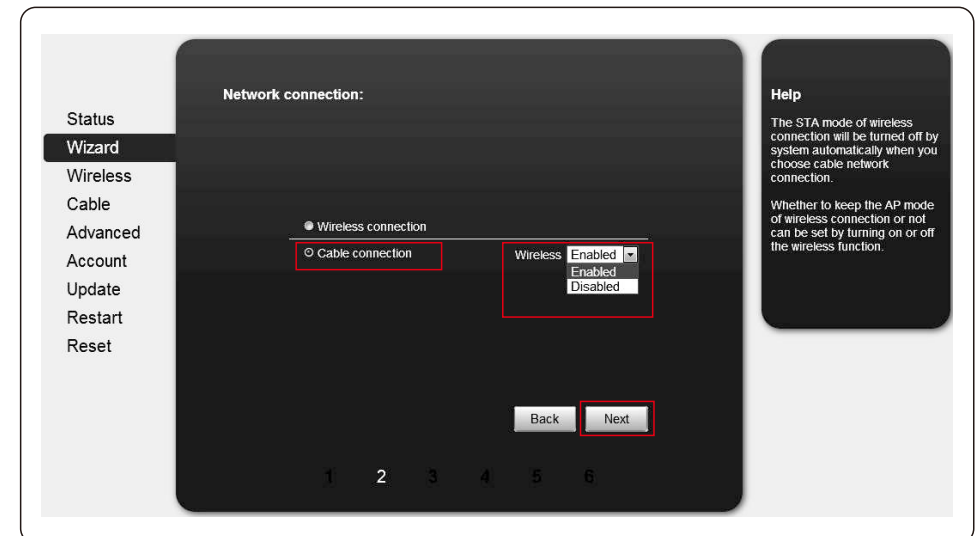 Status
Wizard
Wireless
Cable
Advanced
Account
Update
Restart
Reset
Network connection:
Wireless connection
Cable connection
Wireless Enabled
Enabled
Disabled
Back Next
1 2 3 4 5 6
Help
The STA mode of wireless
connection will be turned off by
system automatically when you
choose cable network
connection.
Whether to keep the AP mode
of wireless connection or not
can be set by turning on or off
the wireless function.